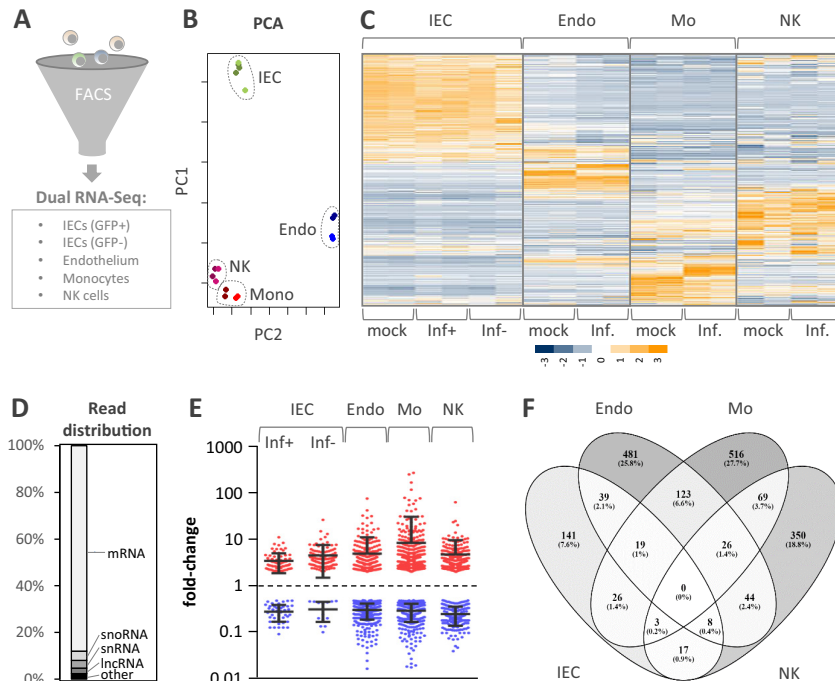 A
FACS
Dual RNA-Seq:
• IECs (GFP+)
• IECs (GFP-)
• Endothelium
• Monocytes
• NK cells
B
PCA
IEC
Endo
NK
Mono
PC1
PC2
C
IEC Endo Mo NK
mock Inf+ Inf- mock Inf. mock Inf. mock Inf.
-3 -2 -1 0 1 2 3
D
Read
distribution
100%
80%
60%
40%
20%
0%
mRNA
snoRNA
snRNA
lncRNA
other
E
IEC Endo Mo NK
Inf+ Inf-
fold-change
1000
100
10
1
0.1
0.01
F
Endo Mo
481
(25.8%)
516
(27.7%)
39
(2.1%)
123
(6.6%)
69
(3.7%)
141
(7.6%)
350
(18.8%)
19
(1%)
26
(1.4%)
0
(0%)
26
(1.4%)
44
(2.4%)
3
(0.2%)
8
(0.4%)
17
(0.9%)
IEC NK